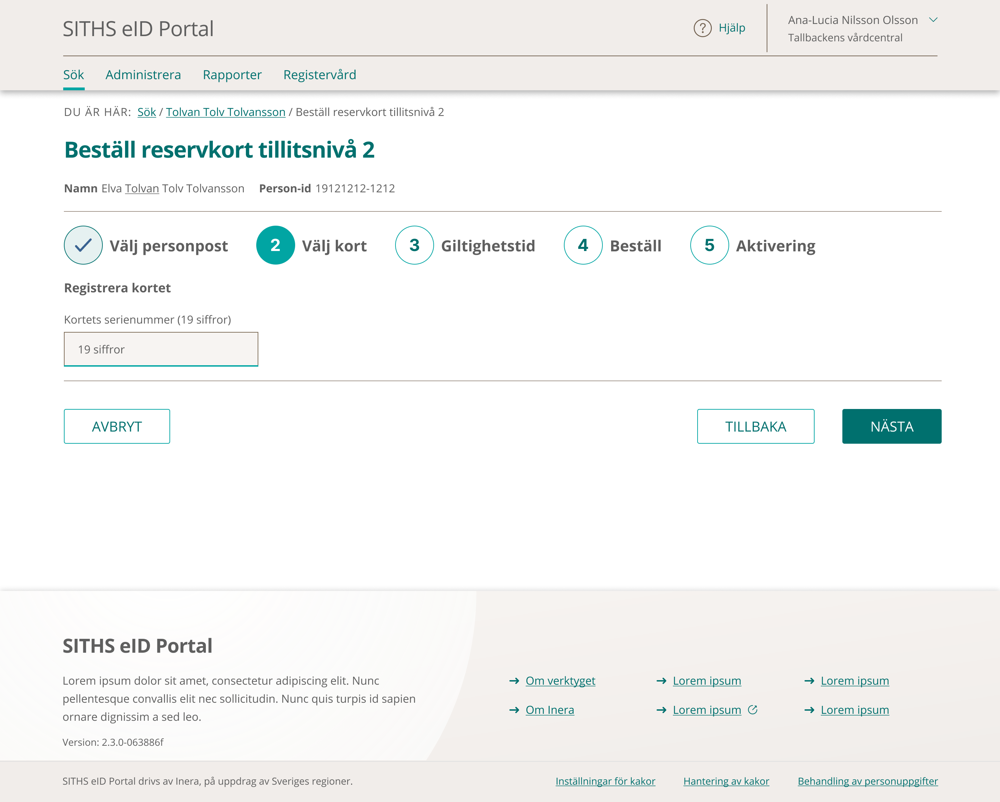 SITHS eID Portal
? Hjälp
Ana-Lucia Nilsson Olsson
Tallbackens vårdcentral
Sök Administrera Rapporter Registervård
DU ÄR HÄR: Sök / Tolvan Tolv Tolvansson / Beställ reservkort tillitsnivå 2
Beställ reservkort tillitsnivå 2
Namn Elva Tolvan Tolv Tolvansson Person-id 19121212-1212
Välj personpost 2 Välj kort 3 Giltighetstid 4 Beställ 5 Aktivering
Registrera kortet
Kortets serienummer (19 siffror)
19 siffror
AVBRYT TILLBAKA NÄSTA
SITHS eID Portal
Lorem ipsum dolor sit amet, consectetur adipiscing elit. Nunc
pellentesque convallis elit nec sollicitudin. Nunc quis turpis id sapien
ornare dignissim a sed leo.
Version: 2.3.0-063886f
→ Om verktyget → Lorem ipsum → Lorem ipsum
→ Om Inera → Lorem ipsum → Lorem ipsum
SITHS eID Portal drivs av Inera, på uppdrag av Sveriges regioner.
Inställningar för kakor Hantering av kakor Behandling av personuppgifter